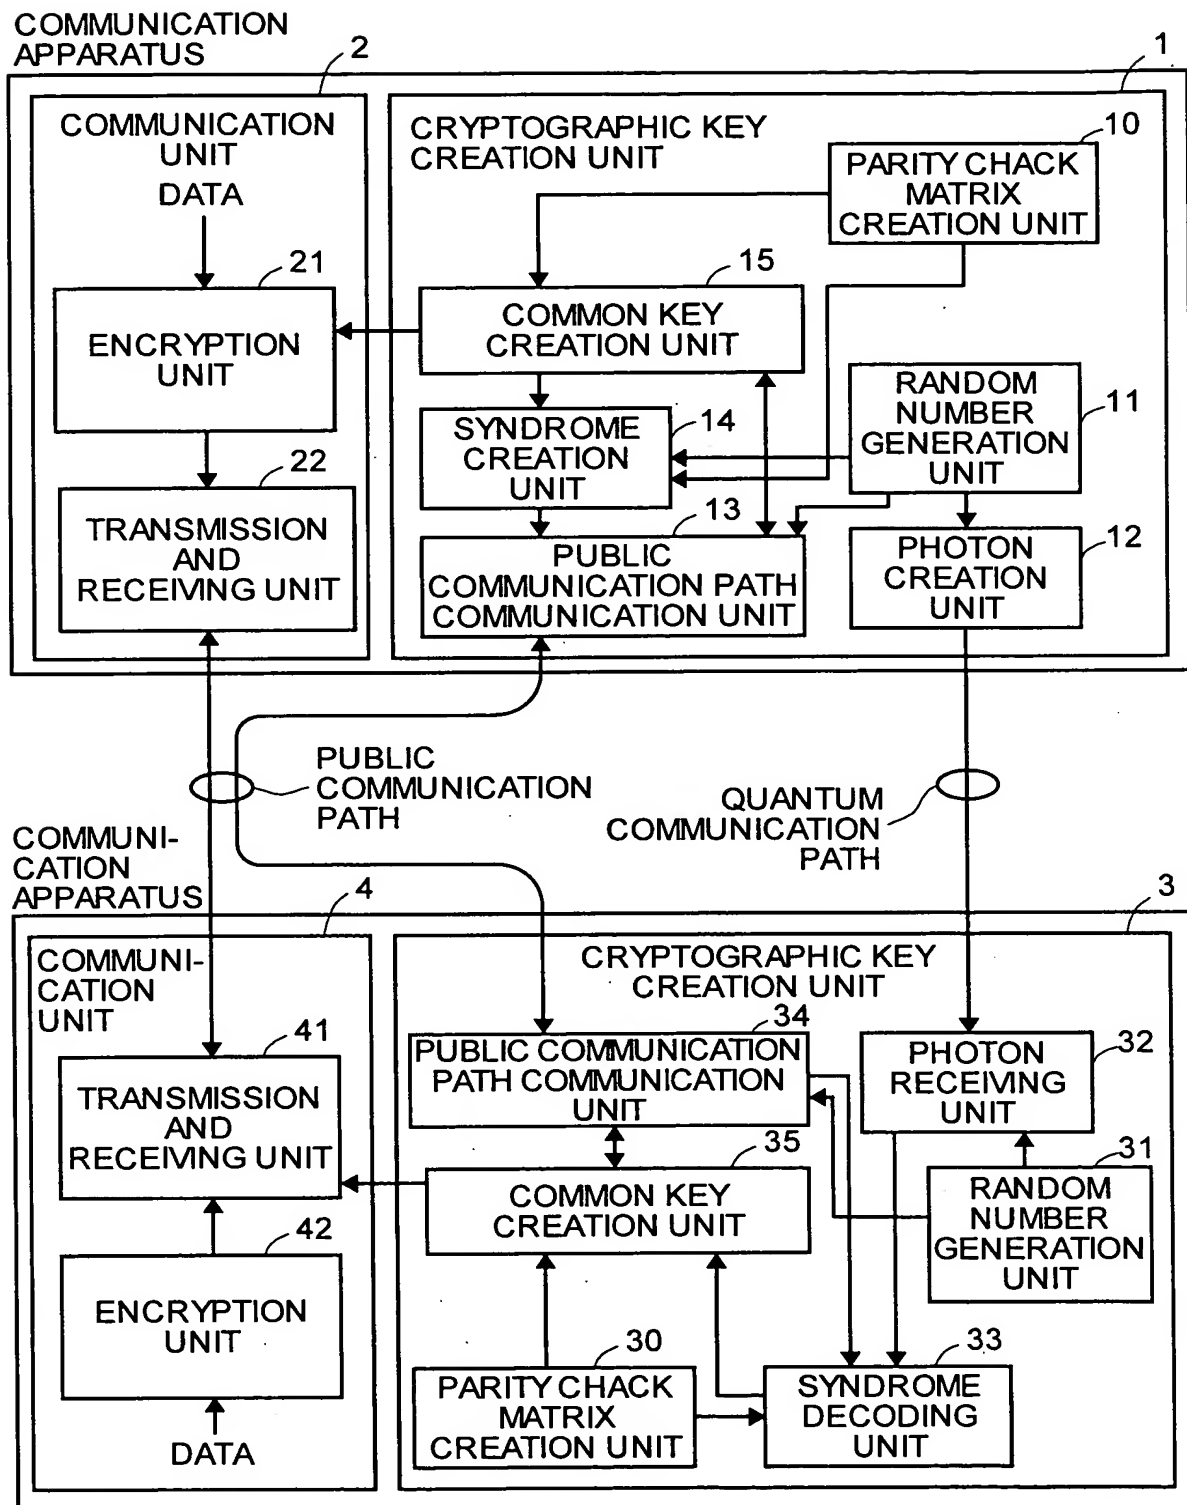 COMMUNICATION
APPARATUS
2
1
COMMUNICATION
UNIT
DATA
CRYPTOGRAPHIC KEY
CREATION UNIT
10
PARITY CHACK
MATRIX
CREATION UNIT
21
ENCRYPTION
UNIT
15
COMMON KEY
CREATION UNIT
RANDOM
NUMBER
GENERATION
UNIT
11
14
SYNDROME
CREATION
UNIT
22
TRANSMISSION
AND
RECEIVING UNIT
13
PUBLIC
COMMUNICATION PATH
COMMUNICATION UNIT
PHOTON
CREATION
UNIT
12
PUBLIC
COMMUNICATION
PATH
QUANTUM
COMMUNICATION
PATH
COMMUNI-
CATION
APPARATUS
4
3
COMMUNI-
CATION
UNIT
CRYPTOGRAPHIC KEY
CREATION UNIT
41
TRANSMISSION
AND
RECEIVING UNIT
34
PUBLIC COMMUNICATION
PATH COMMUNICATION
UNIT
PHOTON
RECEIVING
UNIT
32
35
COMMON KEY
CREATION UNIT
31
RANDOM
NUMBER
GENERATION
UNIT
42
ENCRYPTION
UNIT
DATA
30
PARITY CHACK
MATRIX
CREATION UNIT
33
SYNDROME
DECODING
UNIT